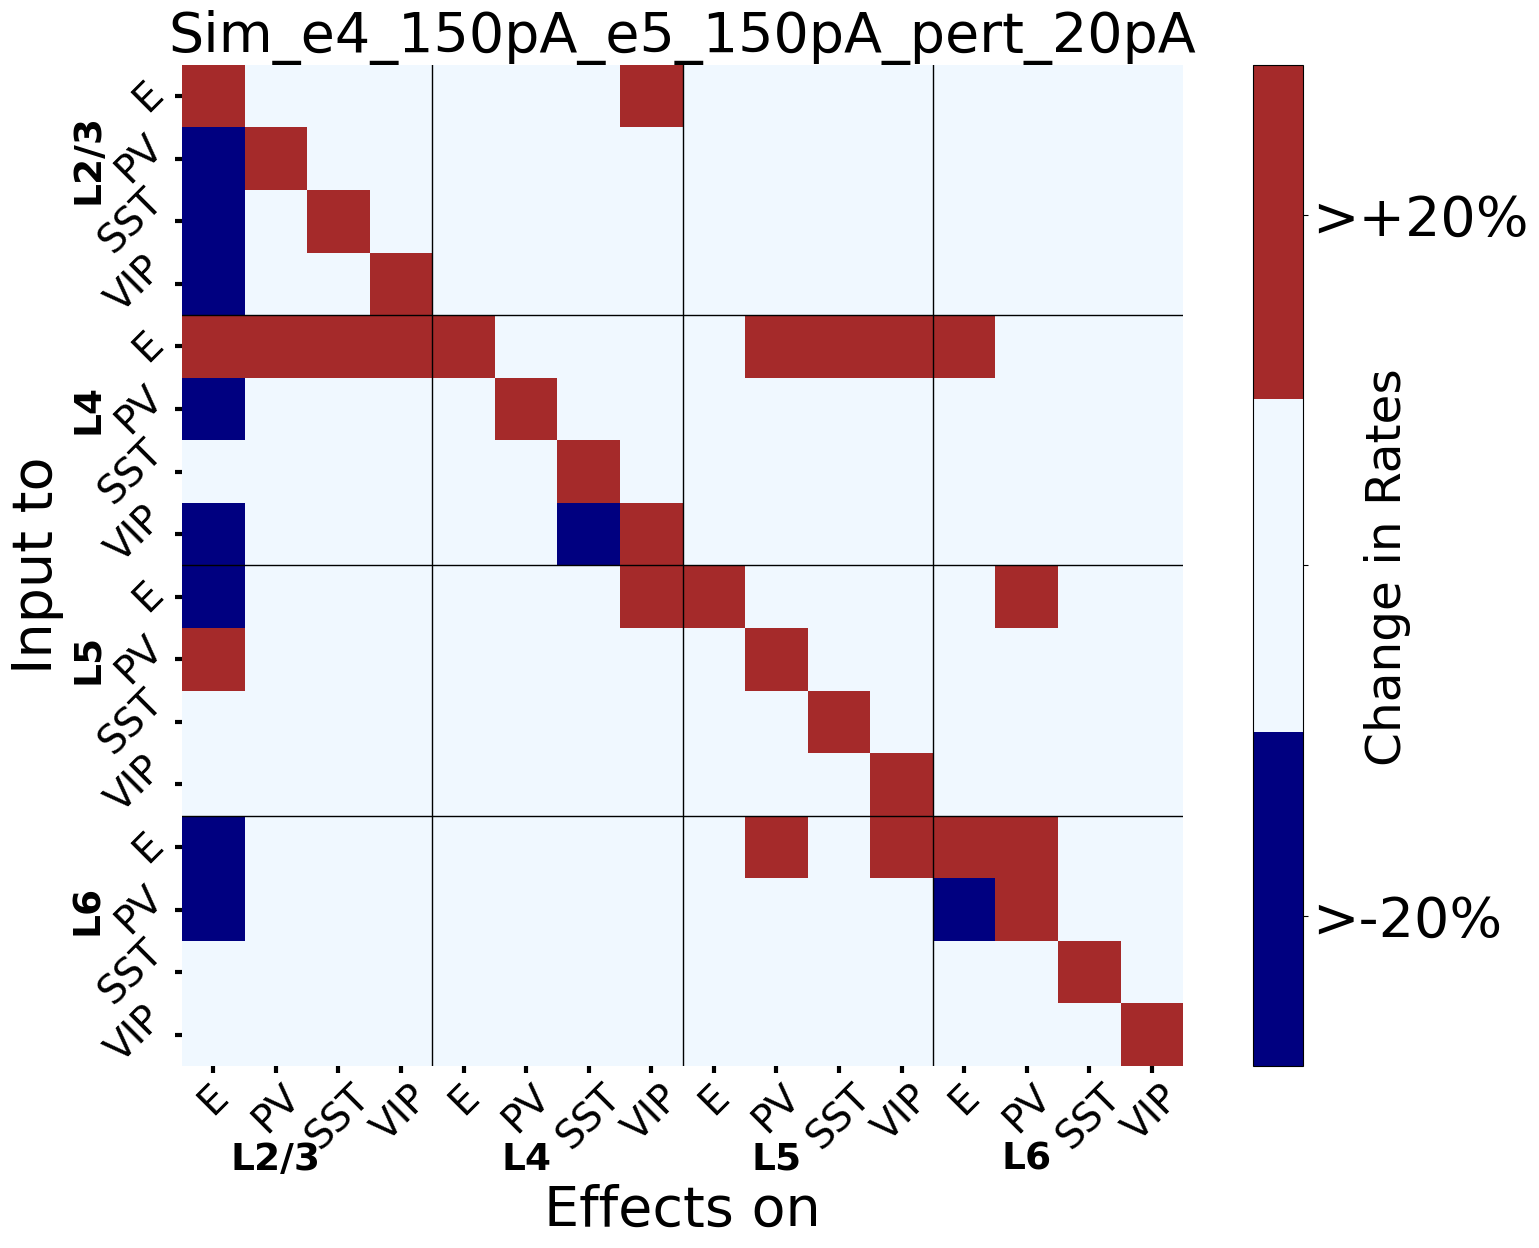 Sim_e4_150pA_e5_150pA_pert_20pA
Input to
L2/3
E
PV
SST
VIP
L4
E
PV
SST
VIP
L5
E
PV
SST
VIP
L6
E
PV
SST
VIP
E PV SST VIP E PV SST VIP E PV SST VIP E PV SST VIP
L2/3 L4 L5 L6
Effects on
>+20%
>-20%
Change in Rates